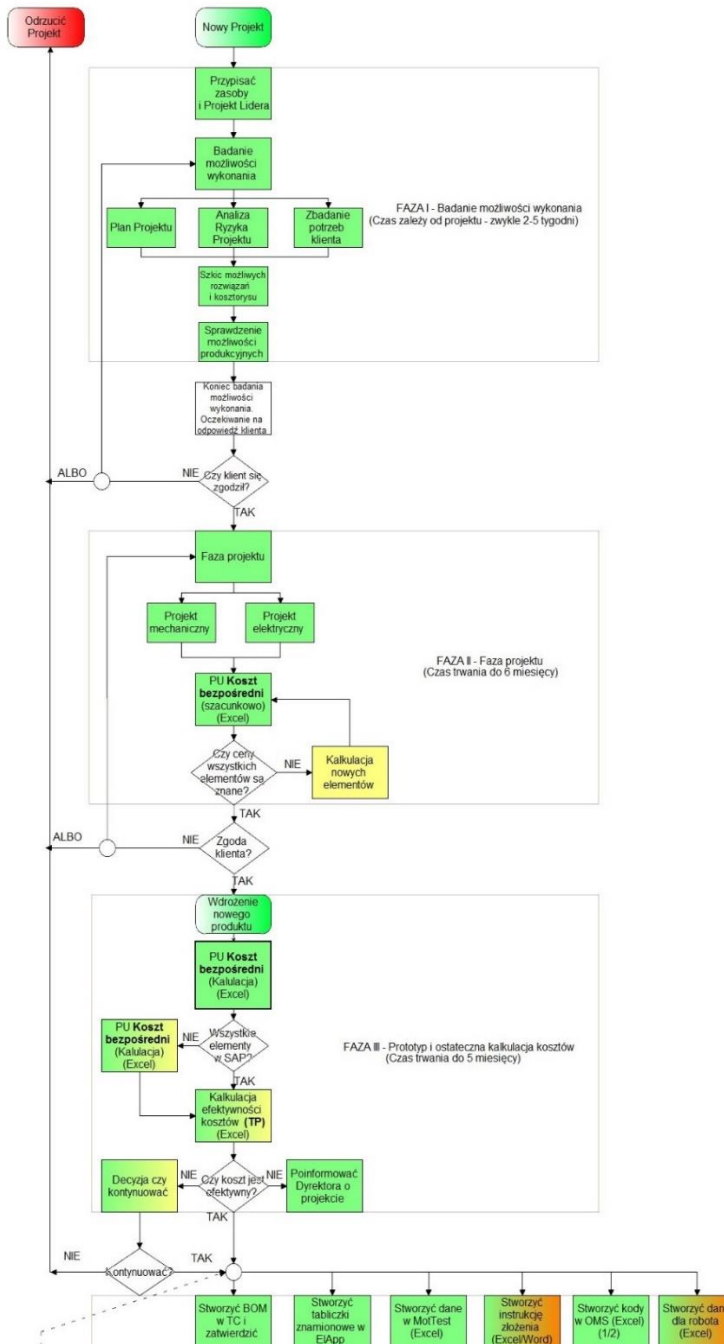 Odrzucić
Projekt
Nowy Projekt
Przypisać
zasoby
i Projekt Lidera
Badanie
możliwości
wykonania
Plan Projektu
Analiza
Ryzyka
Projektu
Zbadanie
potrzeb
klienta
FAZA I - Badanie możliwości wykonania
(Czas zależy od projektu - zwykle 2-5 tygodni)
Szkic możliwych
rozwiązań
i kosztorysu
Sprawdzenie
możliwości
produkcyjnych
Koniec badania
możliwości
wykonania.
Oczekiwanie na
odpowiedź klienta
ALBO
NIE
Czy klient się
zgodził?
TAK
Faza projektu
Projekt
mechaniczny
Projekt
elektryczny
FAZA II - Faza projektu
(Czas trwania do 6 miesięcy)
PU Koszt
bezpośredni
(szacunkowo)
(Excel)
Czy ceny
wszystkich
elementów są
znane?
NIE
Kalkulacja
nowych
elementów
TAK
ALBO
NIE
Zgoda
klienta?
TAK
Wdrożenie
nowego
produktu
PU Koszt
bezpośredni
(Kalulacja)
(Excel)
FAZA III - Prototyp i ostateczna kalkulacja kosztów
(Czas trwania do 5 miesięcy)
PU Koszt
bezpośredni
(Kalulacja)
(Excel)
NIE
Wszystkie
elementy
w SAP?
TAK
Kalkulacja
efektywności
kosztów (TP)
(Excel)
Decyzja czy
kontynuować
NIE
Czy koszt jest
efektywny?
NIE
Poinformować
Dyrektora o
projekcie
TAK
NIE
Kontynuować?
TAK
Stworzyć BOM
w TC i
zatwierdzić
Stworzyć
tabliczki
znamionowe w
ElApp
Stworzyć dane
w MotTest
(Excel)
Stworzyć
instrukcję
złożenia
(Excel/Word)
Stworzyć kody
w OMS (Excel)
(1/2)
Stworzyć dane
dla robota
(Excel)